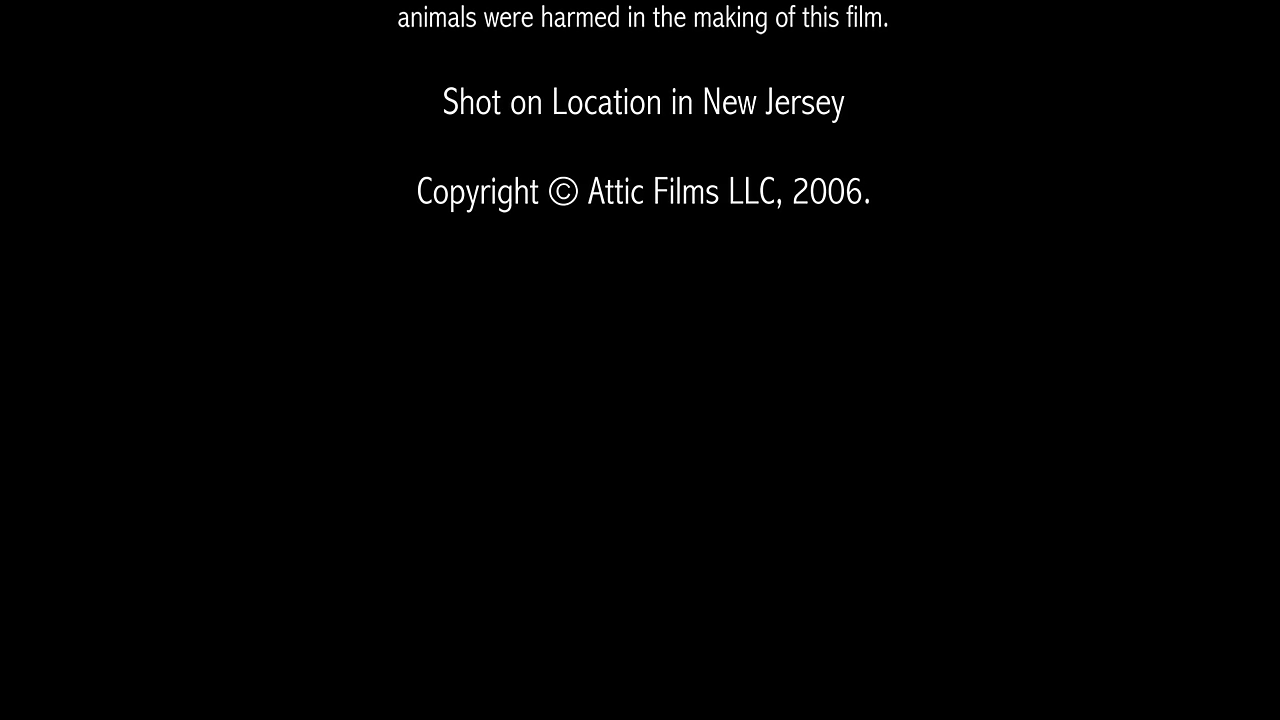 animals were harmed in the making of this film.
Shot on Location in New Jersey
Copyright © Attic Films LLC, 2006.